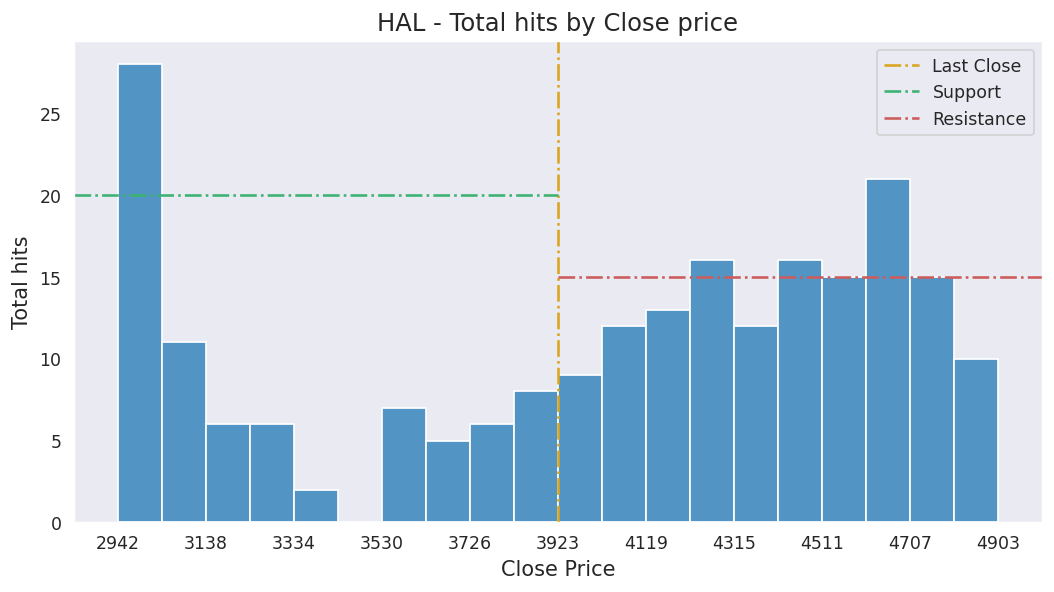 HAL - Total hits by Close price
Last Close
Support
Resistance
Total hits
25
20
15
10
5
0
2942 3138 3334 3530 3726 3923 4119 4315 4511 4707 4903
Close Price